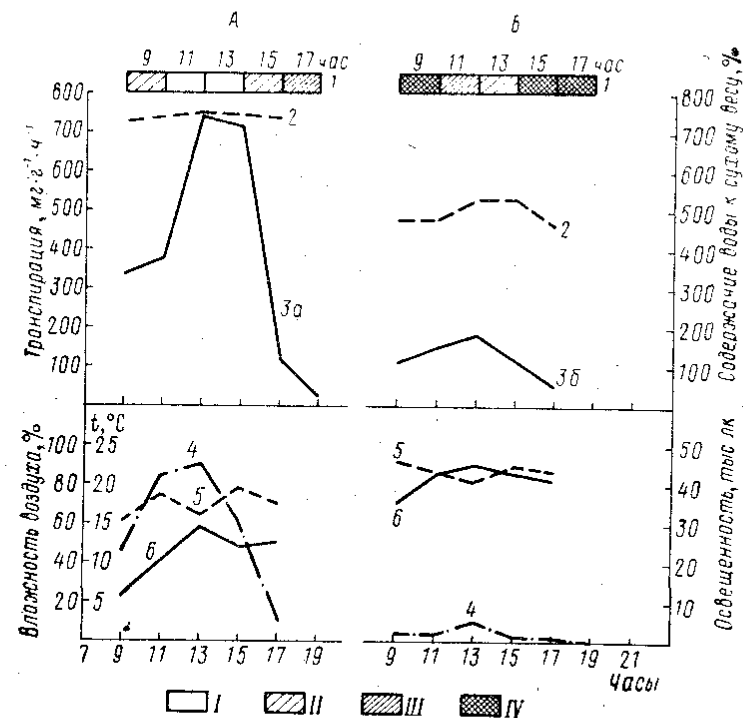 А
Б
9 11 13 15 17 час
1
9 11 13 15 17 час
1
Транспирация, мг·г⁻¹·ч⁻¹
600
700
600
500
400
300
200
100
2
3а
2
3б
800
700
600
500
400
300
200
100
Содержание воды к сухому весу, %
Влажность воздуха, %
100
80
60
40
20
t,°C
25
20
15
10
5
4
5
6
5
6
4
50
40
30
20
10
Освещенность, тыс лк
7 9 11 13 15 17 19
9 11 13 15 17 19 21
Часы
I II III IV